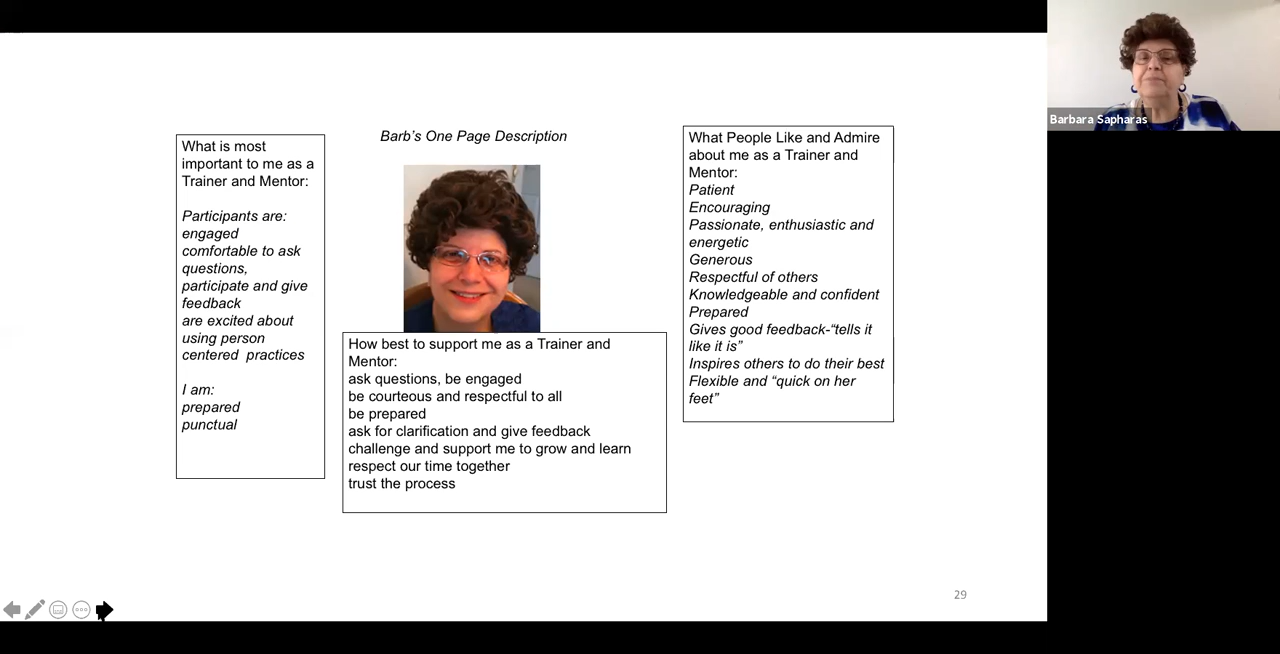 Barb's One Page Description
What is most
important to me as a
Trainer and Mentor:
Participants are:
engaged
comfortable to ask
questions,
participate and give
feedback
are excited about
using person
centered  practices
I am:
prepared
punctual
How best to support me as a Trainer and
Mentor:
ask questions, be engaged
be courteous and respectful to all
be prepared
ask for clarification and give feedback
challenge and support me to grow and learn
respect our time together
trust the process
What People Like and Admire
about me as a Trainer and
Mentor:
Patient
Encouraging
Passionate, enthusiastic and
energetic
Generous
Respectful of others
Knowledgeable and confident
Prepared
Gives good feedback-“tells it
like it is”
Inspires others to do their best
Flexible and “quick on her
feet”
29
Barbara Sapharas